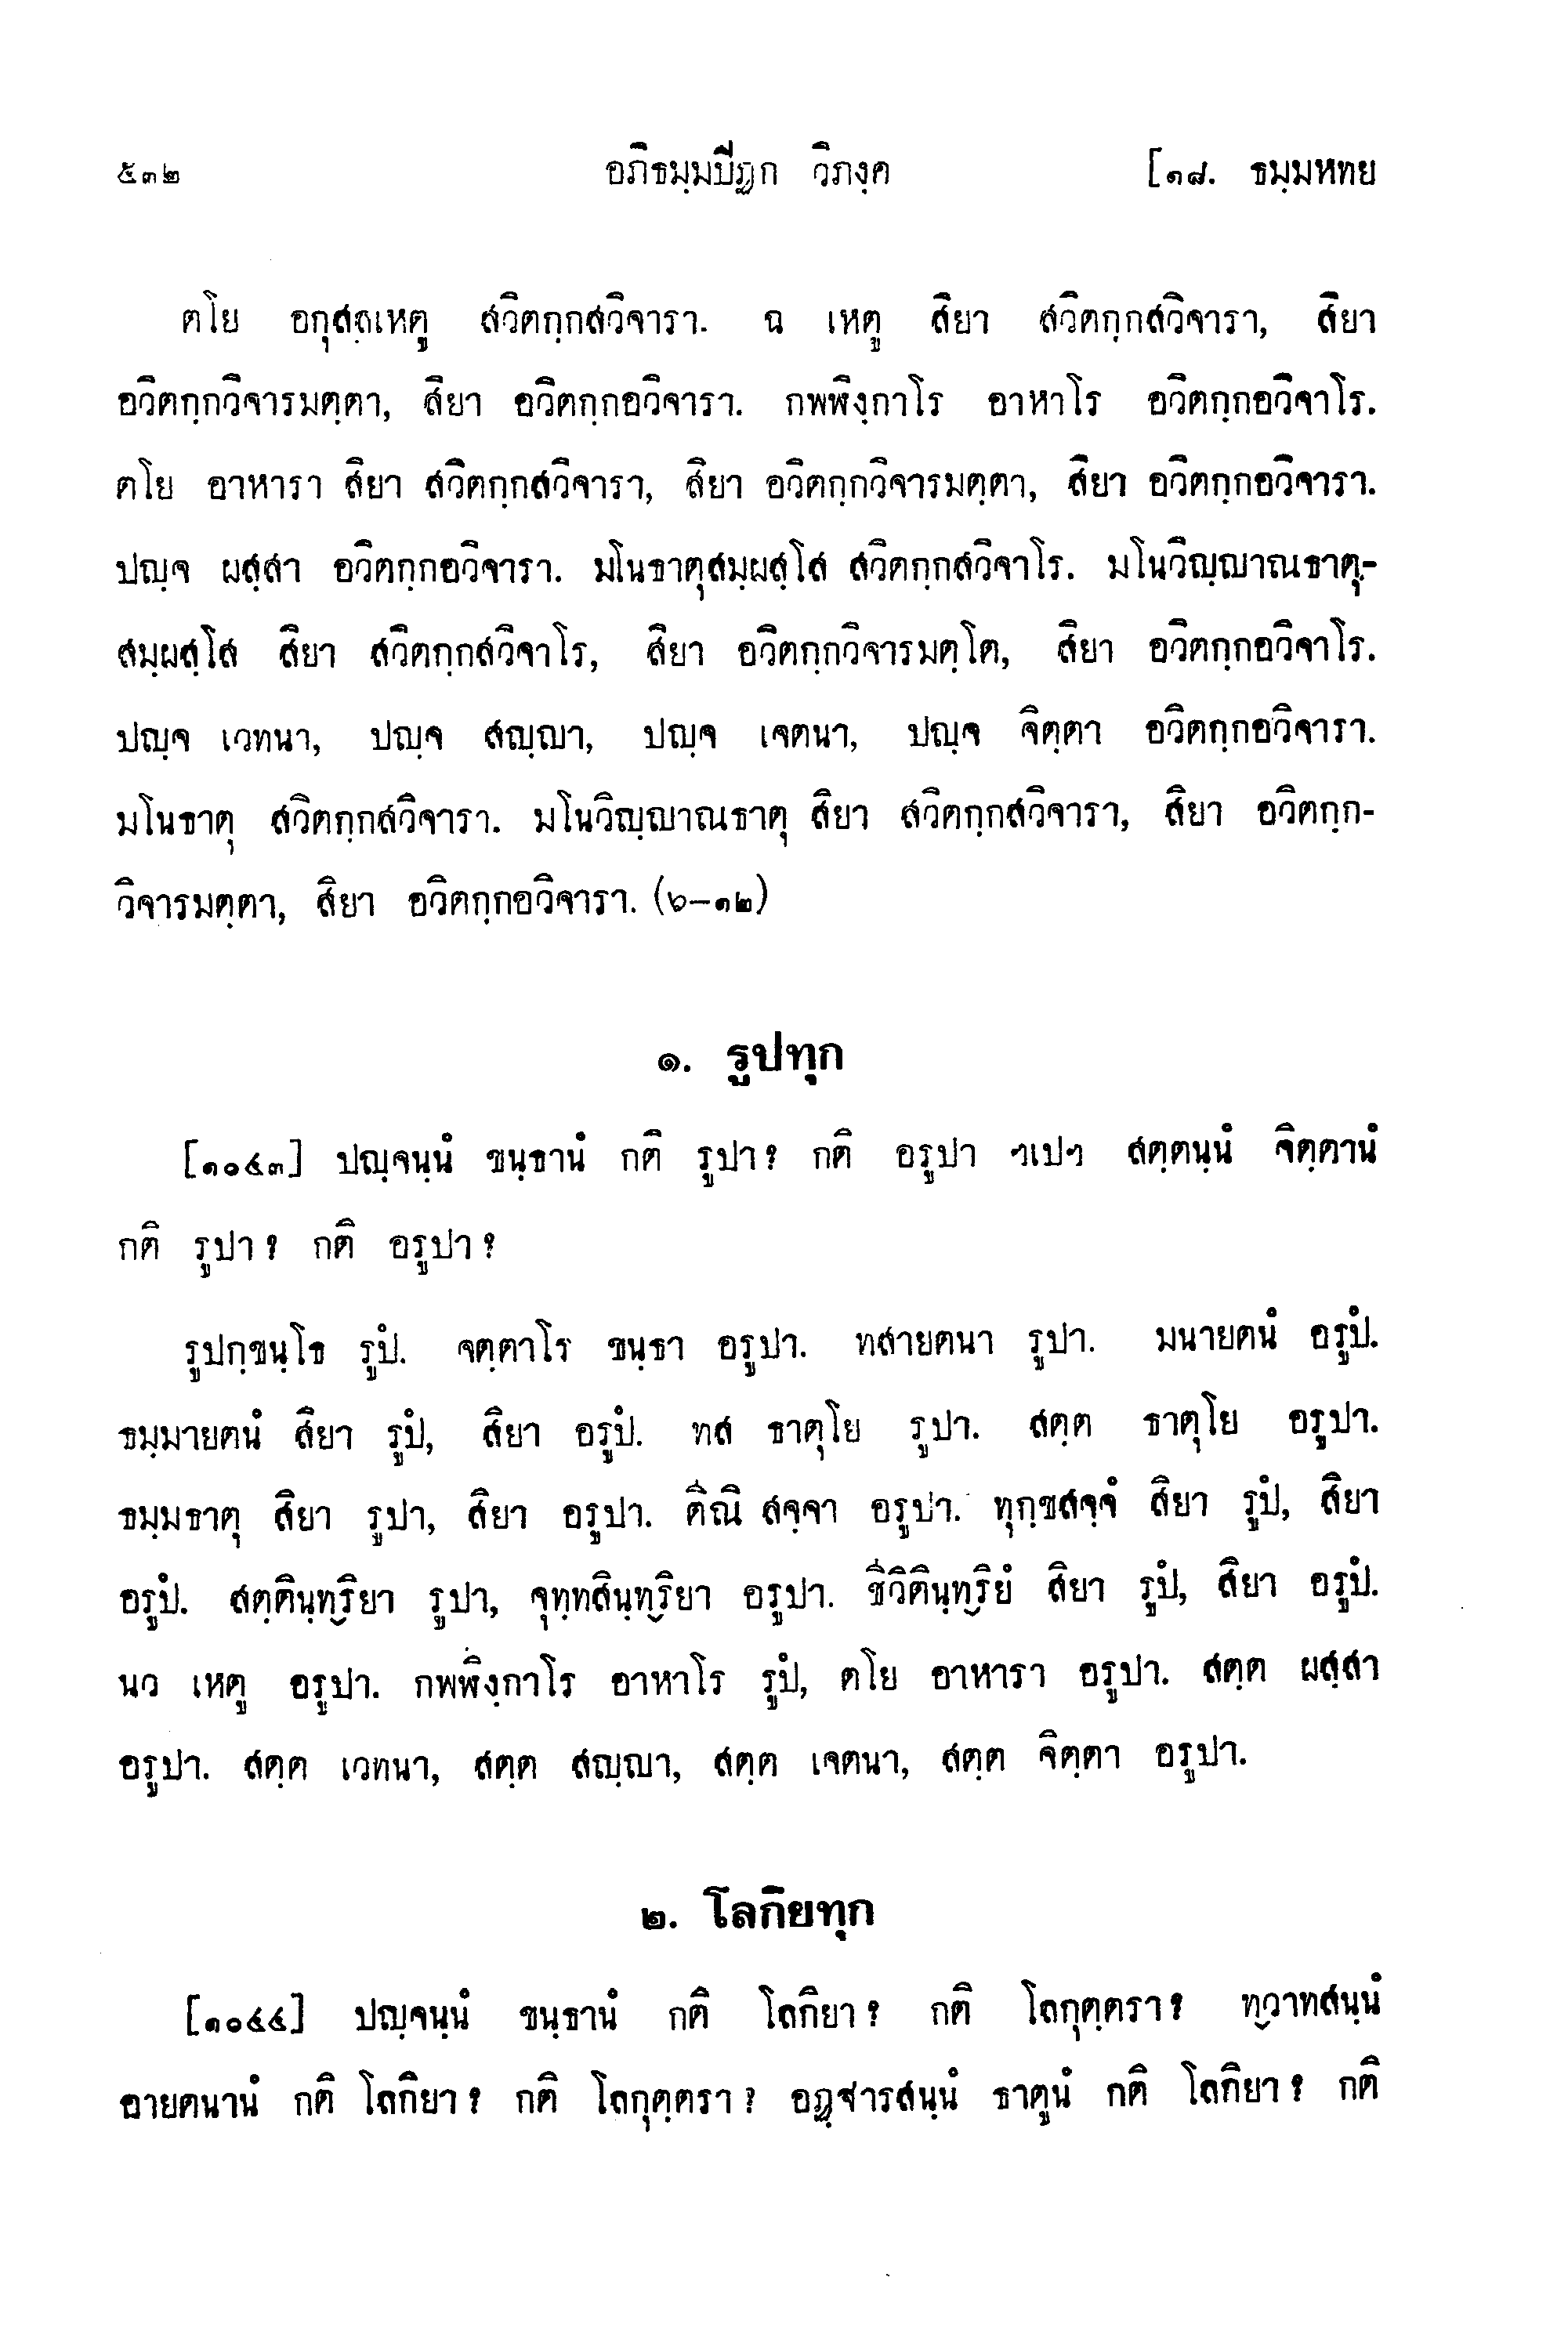 ๕๓๒ อภิธมฺมปีฏก วิภงฺค [๑๘. ธมฺมหทย
ตโย อกุสลเหตู สวิตกฺกสวิจารา. ฉ เหตู สิยา สวิตกฺกสวิจารา, สิยา
อวิตกฺกวิจารมตฺตา, สิยา อวิตกฺกอวิจารา. กพพิงฺกาโร อาหาโร อวิตกฺกอวิจาโร.
ตโย อาหารา สิยา สวิตกฺกสวิจารา, สิยา อวิตกฺกวิจารมตฺตา, สิยา อวิตกฺกอวิจารา.
ปญฺจ ผสฺสา อวิตกฺกอวิจารา. มโนธาตุสมฺผสฺโส สวิตกฺกสวิจาโร. มโนวิญฺญาณธาตุ-
สมฺผสฺโส สิยา สวิตกฺกสวิจาโร, สิยา อวิตกฺกวิจารมตฺโต, สิยา อวิตกฺกอวิจาโร.
ปญฺจ เวทนา, ปญฺจ สญฺญา, ปญฺจ เจตนา, ปญฺจ จิตฺตา อวิตกฺกอวิจารา.
มโนธาตุ สวิตกฺกสวิจารา. มโนวิญฺญาณธาตุ สิยา สวิตกฺกสวิจารา, สิยา อวิตกฺก-
วิจารมตฺตา, สิยา อวิตกฺกอวิจารา. (๖-๑๒)
๑. รูปทุก
[๑๐๔๓] ปญฺจนฺนํ ขนฺธานํ กติ รูปา? กติ อรูปา ฯเปฯ สตฺตนฺนํ จิตฺตานํ
กติ รูปา? กติ อรูปา?
รูปกฺขนฺโธ รูปํ. จตฺตาโร ขนฺธา อรูปา. ทสายตนา รูปา. มนายตนํ อรูปํ.
ธมฺมายตนํ สิยา รูปํ, สิยา อรูปํ. ทส ธาตุโย รูปา. สตฺต ธาตุโย อรูปา.
ธมฺมธาตุ สิยา รูปา, สิยา อรูปา. ตีณิ สจฺจา อรูปา. ทุกฺขสจฺจํ สิยา รูปํ, สิยา
อรูปํ. สตฺตินฺทฺริยา รูปา, จุทฺทสินฺทฺริยา อรูปา. ชีวิตินฺทฺริยํ สิยา รูปํ, สิยา อรูปํ.
นว เหตู อรูปา. กพพิงฺกาโร อาหาโร รูปํ, ตโย อาหารา อรูปา. สตฺต ผสฺสา
อรูปา. สตฺต เวทนา, สตฺต สญฺญา, สตฺต เจตนา, สตฺต จิตฺตา อรูปา.
๒. โลกิยทุก
[๑๐๔๔] ปญฺจนฺนํ ขนฺธานํ กติ โลกิยา? กติ โลกุตฺตรา? ทฺวาทสนฺนํ
อายตนานํ กติ โลกิยา? กติ โลกุตฺตรา? อฏฺฐารสนฺนํ ธาตูนํ กติ โลกิยา? กติ